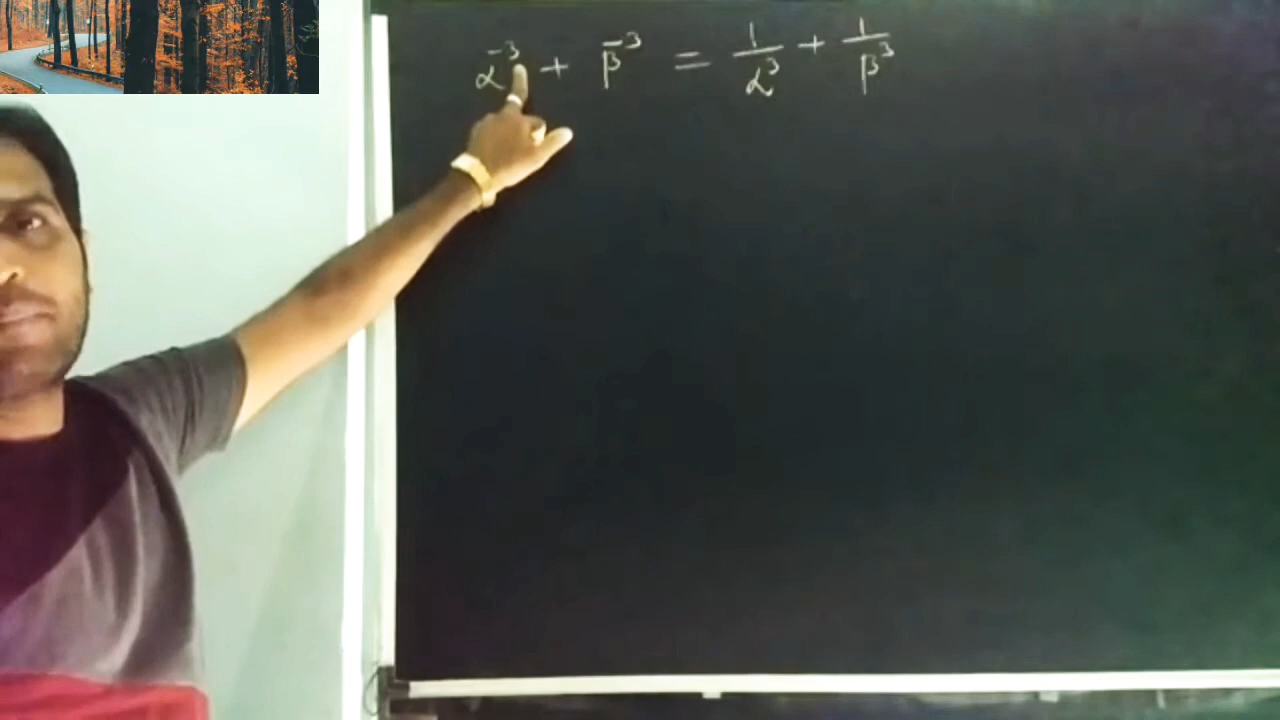 α⁻³ + β⁻³ = 1/α³ + 1/β³